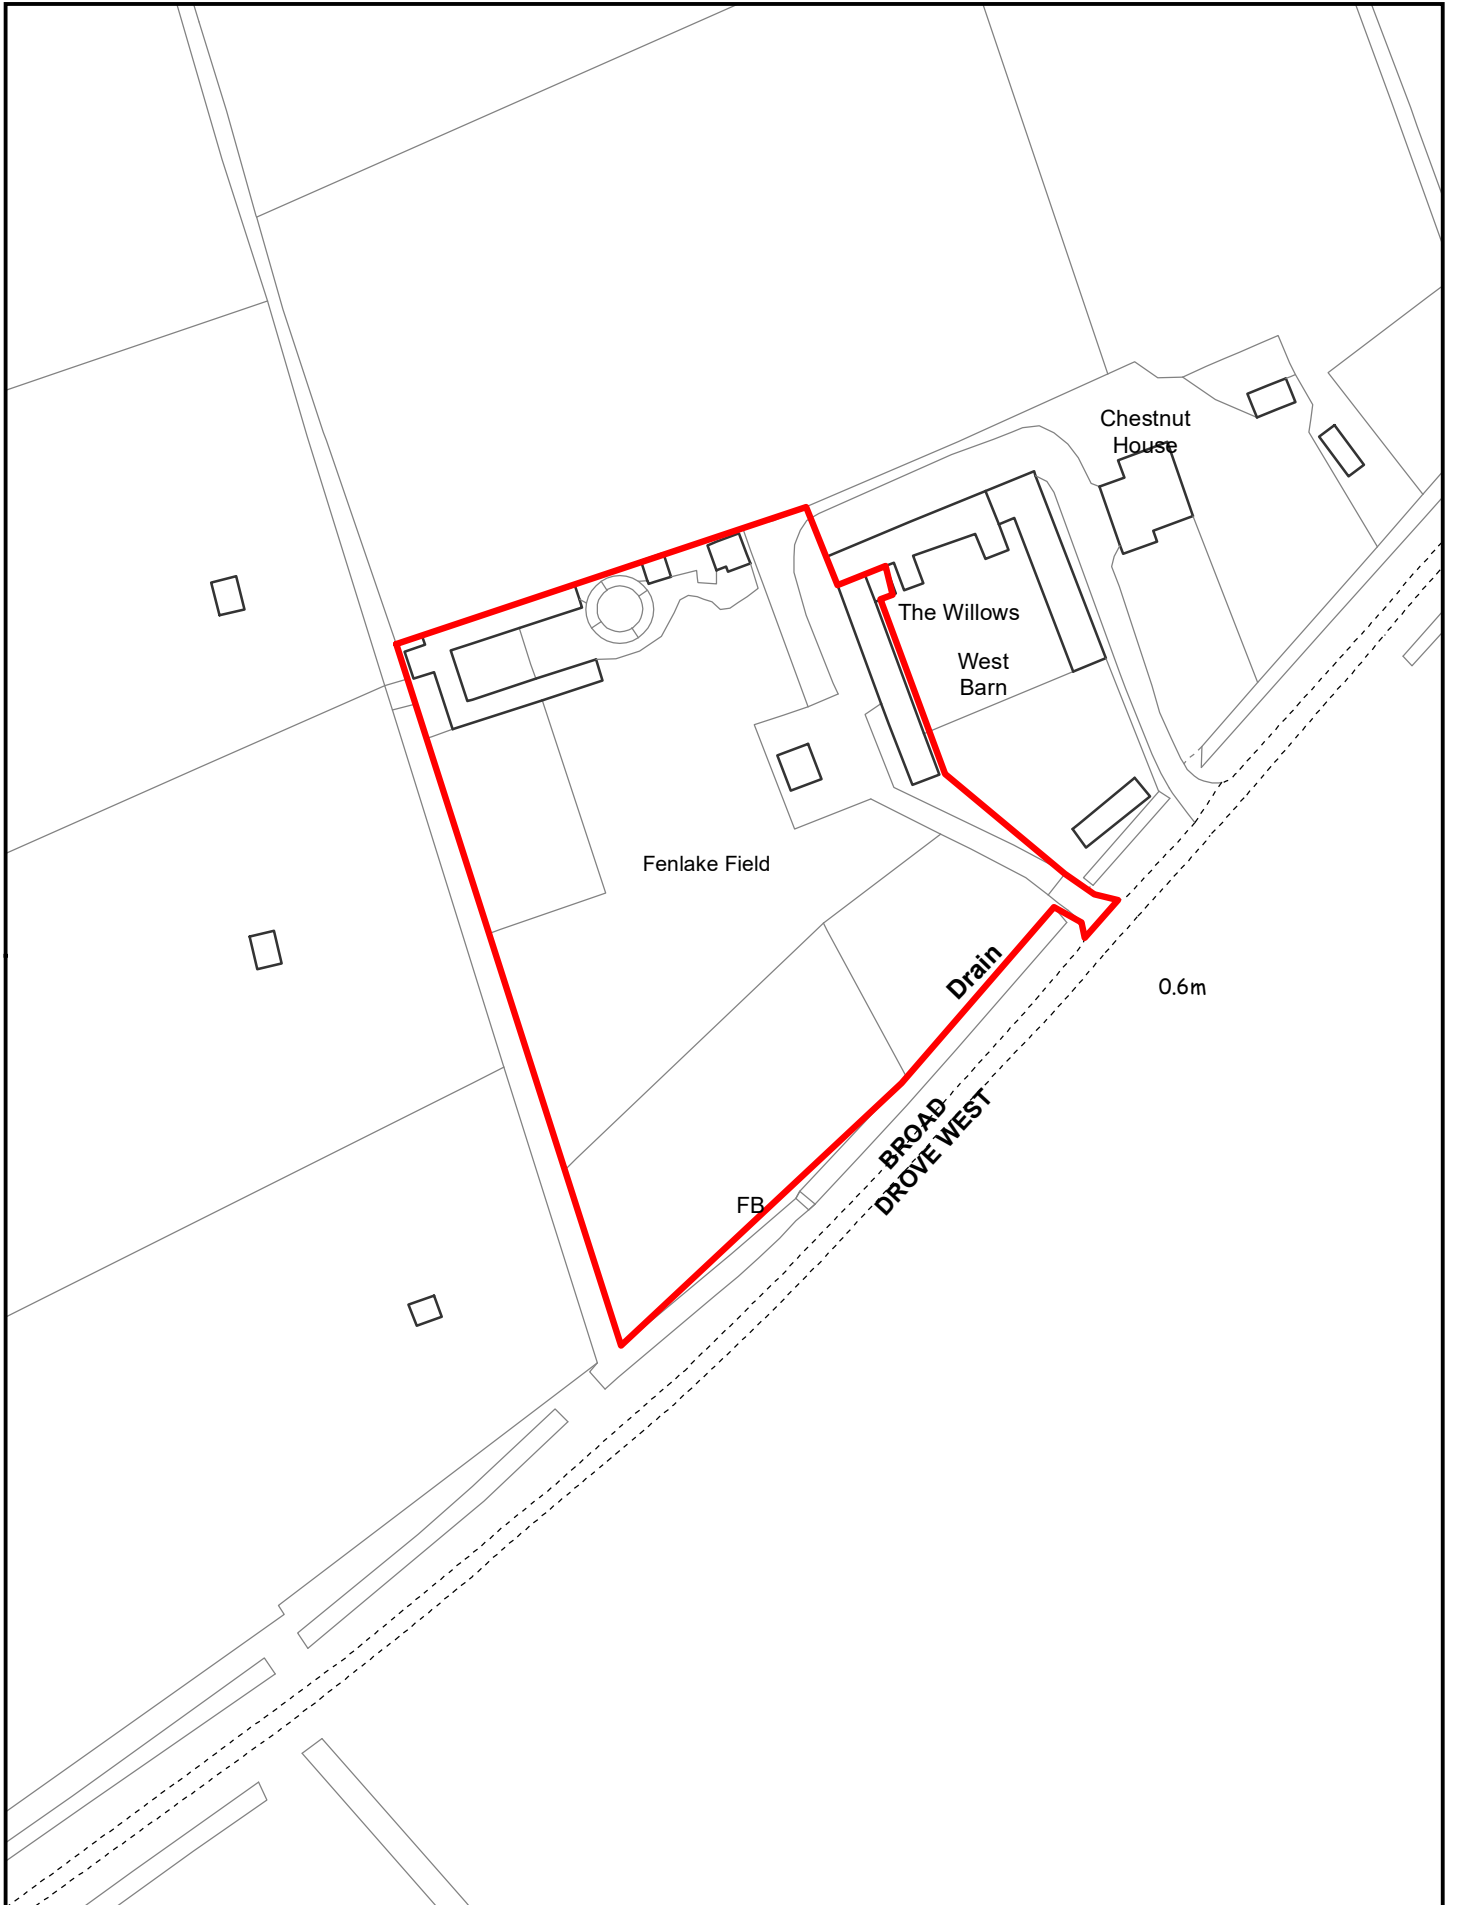 Chestnut
House
The Willows
West
Barn
Fenlake Field
Drain
0.6m
BROAD
DROVE WEST
FB